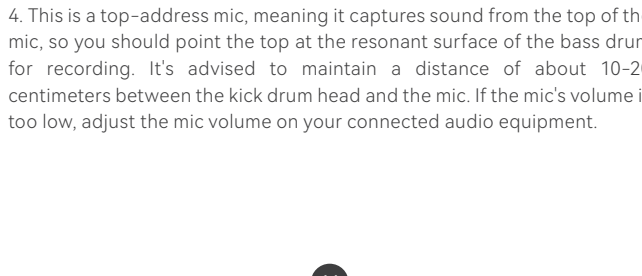 4. This is a top-address mic, meaning it captures sound from the top of th
mic, so you should point the top at the resonant surface of the bass drum
for recording. It's advised to maintain a distance of about 10-20
centimeters between the kick drum head and the mic. If the mic's volume i
too low, adjust the mic volume on your connected audio equipment.